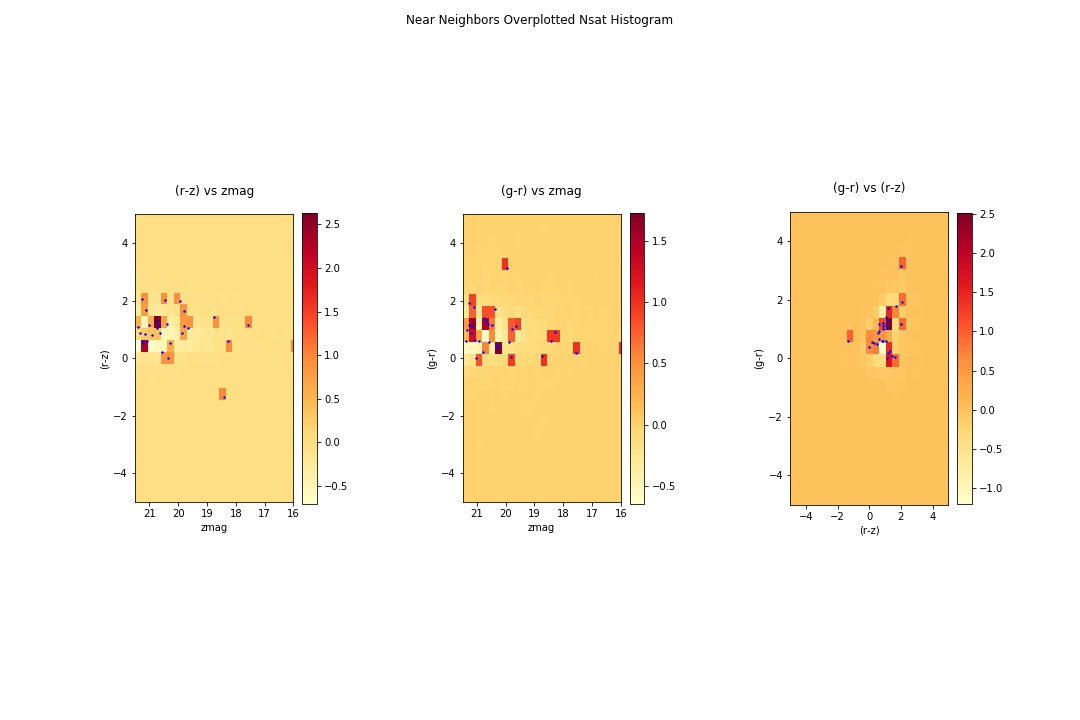 Near Neighbors Overplotted Nsat Histogram
(r-z) vs zmag
4
2
0
−2
−4
(r-z)
21 20 19 18 17 16
zmag
2.5
2.0
1.5
1.0
0.5
0.0
−0.5
(g-r) vs zmag
4
2
0
−2
−4
(g-r)
21 20 19 18 17 16
zmag
1.5
1.0
0.5
0.0
−0.5
(g-r) vs (r-z)
4
2
0
−2
−4
(g-r)
−4 −2 0 2 4
(r-z)
2.5
2.0
1.5
1.0
0.5
0.0
−0.5
−1.0